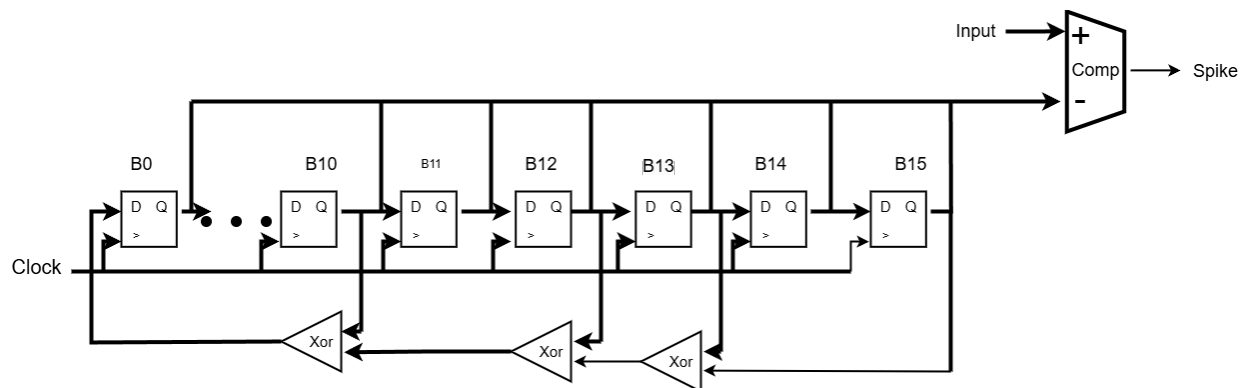 Input
+
Comp
Spike
-
B0
B10
B11
B12
B13
B14
B15
D Q
D Q
D Q
D Q
D Q
D Q
D Q
>
>
>
>
>
>
>
Clock
Xor
Xor
Xor